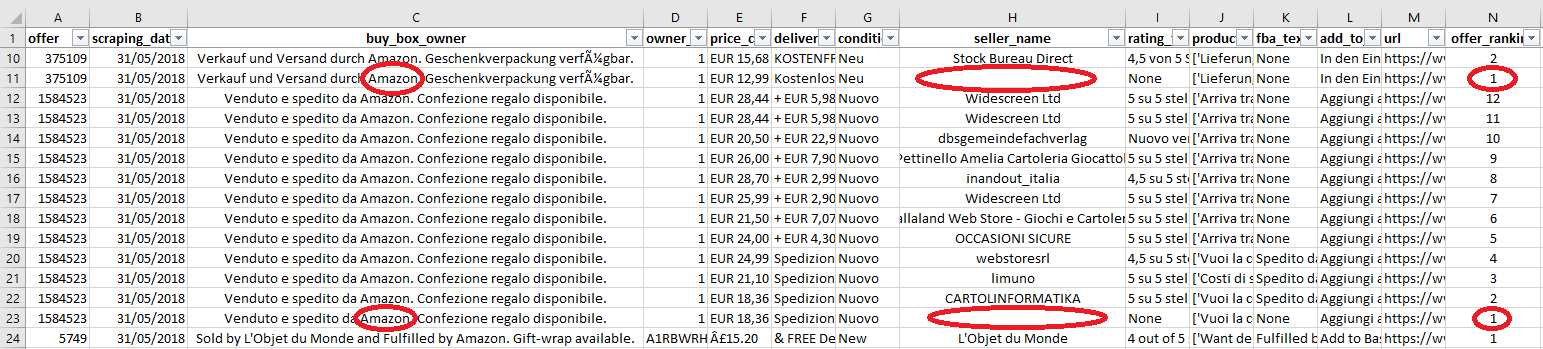 A B C D E F G H I J K L M N
1 offer scraping_dat buy_box_owner owner_ price_c deliver conditi seller_name rating_ product fba_tex add_to url offer_rankin
10 375109 31/05/2018 Verkauf und Versand durch Amazon. Geschenkverpackung verfÃ¼gbar. 1 EUR 15,68 KOSTENFF Neu Stock Bureau Direct 4,5 von 5 S ['Lieferun None In den Ein https://w 2
11 375109 31/05/2018 Verkauf und Versand durch Amazon. Geschenkverpackung verfÃ¼gbar. 1 EUR 12,99 Kostenlos Neu None ['Lieferun None In den Ein https://w 1
12 1584523 31/05/2018 Venduto e spedito da Amazon. Confezione regalo disponibile. 1 EUR 28,44 + EUR 5,98 Nuovo Widescreen Ltd 5 su 5 stel ['Arriva tra None Aggiungi a https://w 12
13 1584523 31/05/2018 Venduto e spedito da Amazon. Confezione regalo disponibile. 1 EUR 28,44 + EUR 5,98 Nuovo Widescreen Ltd 5 su 5 stel ['Arriva tra None Aggiungi a https://w 11
14 1584523 31/05/2018 Venduto e spedito da Amazon. Confezione regalo disponibile. 1 EUR 20,50 + EUR 22,9 Nuovo dbsgemeindefachverlag Nuovo ven ['Arriva tra None Aggiungi a https://w 10
15 1584523 31/05/2018 Venduto e spedito da Amazon. Confezione regalo disponibile. 1 EUR 26,00 + EUR 7,90 Nuovo Pettinello Amelia Cartoleria Giocattol 5 su 5 stel ['Arriva tra None Aggiungi a https://w 9
16 1584523 31/05/2018 Venduto e spedito da Amazon. Confezione regalo disponibile. 1 EUR 28,70 + EUR 2,99 Nuovo inandout_italia 4,5 su 5 ste ['Arriva tra None Aggiungi a https://w 8
17 1584523 31/05/2018 Venduto e spedito da Amazon. Confezione regalo disponibile. 1 EUR 25,99 + EUR 2,90 Nuovo Widescreen Ltd 5 su 5 stel ['Arriva tra None Aggiungi a https://w 7
18 1584523 31/05/2018 Venduto e spedito da Amazon. Confezione regalo disponibile. 1 EUR 21,50 + EUR 7,07 Nuovo allaland Web Store - Giochi e Cartoler 5 su 5 stel ['Arriva tra None Aggiungi a https://w 6
19 1584523 31/05/2018 Venduto e spedito da Amazon. Confezione regalo disponibile. 1 EUR 24,00 + EUR 4,30 Nuovo OCCASIONI SICURE 5 su 5 stel ['Arriva tra None Aggiungi a https://w 5
20 1584523 31/05/2018 Venduto e spedito da Amazon. Confezione regalo disponibile. 1 EUR 24,99 Spedizion Nuovo webstoresrl 4,5 su 5 ste ['Vuoi la c Spedito da Aggiungi a https://w 4
21 1584523 31/05/2018 Venduto e spedito da Amazon. Confezione regalo disponibile. 1 EUR 21,10 Spedizion Nuovo limuno 5 su 5 stel ['Costi di s None Aggiungi a https://w 3
22 1584523 31/05/2018 Venduto e spedito da Amazon. Confezione regalo disponibile. 1 EUR 18,36 Spedizion Nuovo CARTOLINFORMATIKA 5 su 5 stel ['Vuoi la c Spedito da Aggiungi a https://w 2
23 1584523 31/05/2018 Venduto e spedito da Amazon. Confezione regalo disponibile. 1 EUR 18,36 Spedizion Nuovo None ['Vuoi la c None Aggiungi a https://w 1
24 5749 31/05/2018 Sold by L'Objet du Monde and Fulfilled by Amazon. Gift-wrap available. A1RBWRH Â£15.20 & FREE De New L'Objet du Monde 4 out of 5 ['Want de Fulfilled b Add to Bas https://w 1